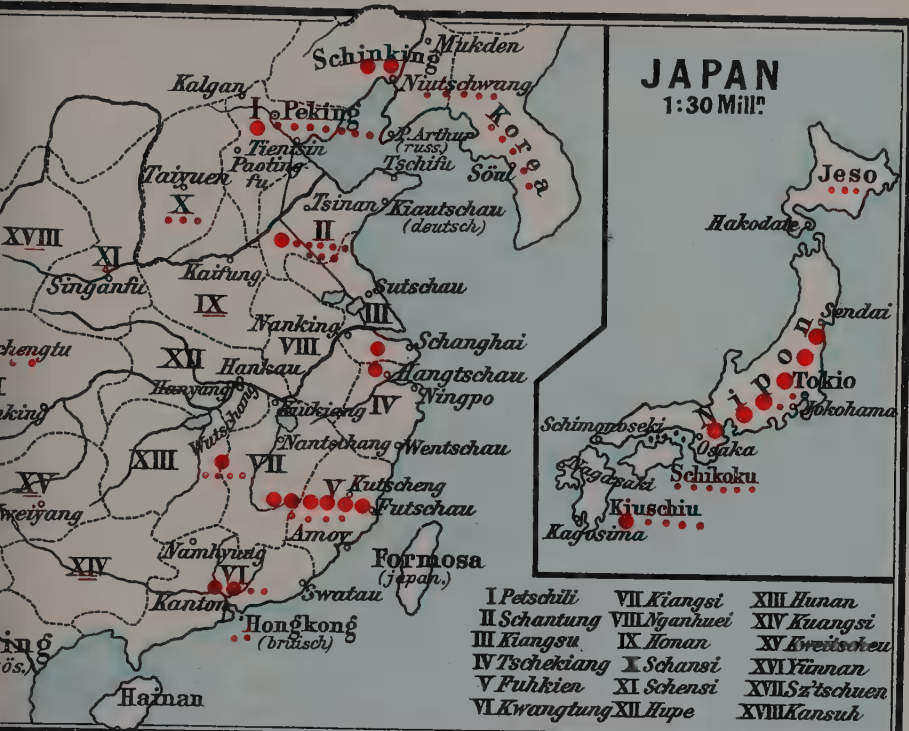 Schinking
Mukden
Kalgan
Niutschwang
I Peking
Korea
P. Arthur
(russ.)
Tientsin
Tschifu
Paoting-
fu
Söul
Taiyuen
X
Tsinan
Kiautschau
(deutsch)
II
XVIII
XI
Kaifung
Singanfu
Sutschau
IX
Nanking
III
VIII
Schanghai
XII
Hankau
Hangtschau
Hanyang
Ningpo
Wutschang
Kiukiang
IV
Nantschang
Wentschau
XIII
VII
XV
V
Kutscheng
Futschau
Amoy
Namhyung
Formosa
(japan.)
XIV
VI
Kanton
Swatau
Hongkong
(britisch)
Hainan
JAPAN
1:30 Mill.n
Jeso
Hakodate
Sendai
Nipon
Tokio
Yokohama
Schimonoseki
Osaka
Nagasaki
Schikoku
Kjuschiu
Kagosima
I Petschili VII Kiangsi XIII Hunan
II Schantung VIII Nganhuei XIV Kuangsi
III Kiangsu IX Honan XV Kweitscheu
IV Tschekiang X Schansi XVI Yünnan
V Fuhkien XI Schensi XVII Sz'tschuen
VI Kwangtung XII Hupe XVIII Kansuh